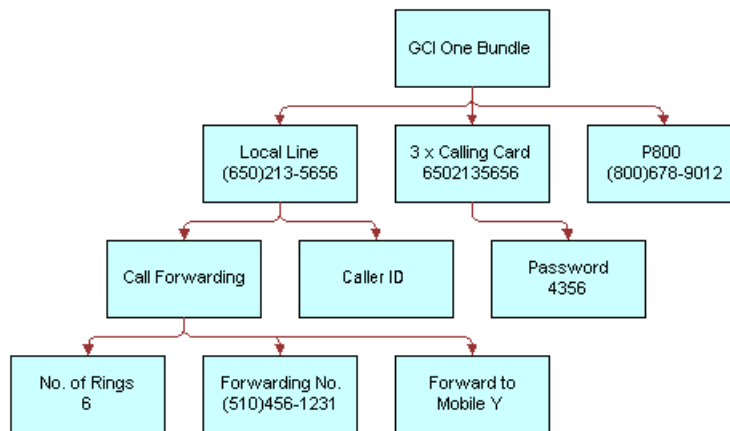 GCI One Bundle
Local Line
(650)213-5656
3 x Calling Card
6502135656
P800
(800)678-9012
Call Forwarding
Caller ID
Password
4356
No. of Rings
6
Forwarding No.
(510)456-1231
Forward to
Mobile Y